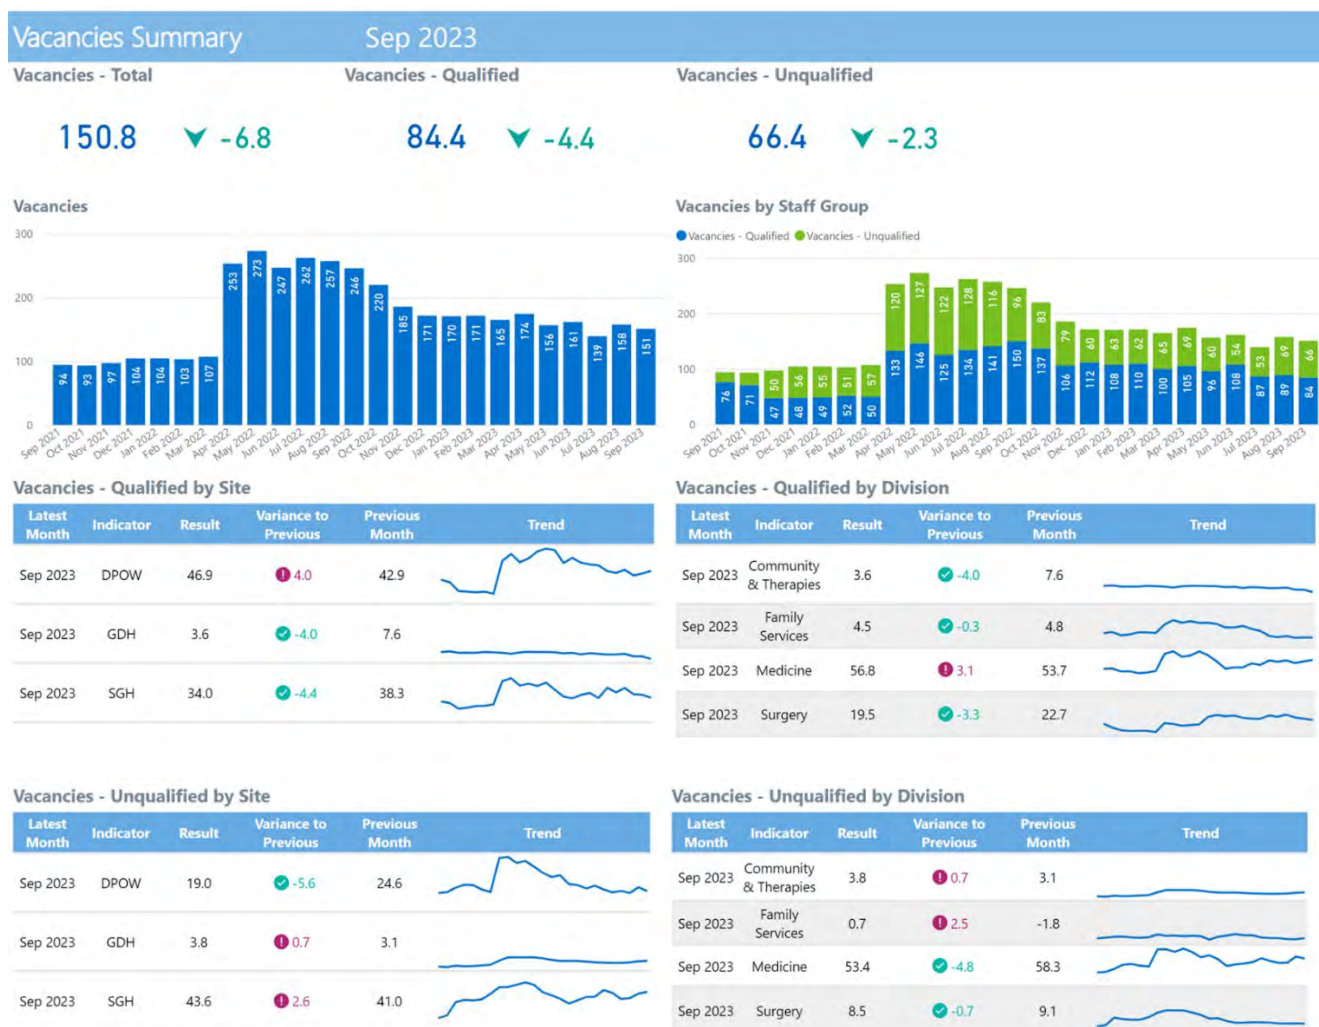 Vacancies Summary Sep 2023
Vacancies - Total Vacancies - Qualified Vacancies - Unqualified
150.8 -6.8 84.4 -4.4 66.4 -2.3
Vacancies
300
200
100
0
94 93 97 104 104 103 107 253 273 247 262 257 246 220 185 171 170 171 165 174 156 161 139 158 151
Sep 2021 Oct 2021 Nov 2021 Dec 2021 Jan 2022 Feb 2022 Mar 2022 Apr 2022 May 2022 Jun 2022 Jul 2022 Aug 2022 Sep 2022 Oct 2022 Nov 2022 Dec 2022 Jan 2023 Feb 2023 Mar 2023 Apr 2023 May 2023 Jun 2023 Jul 2023 Aug 2023 Sep 2023
Vacancies by Staff Group
Vacancies - Qualified Vacancies - Unqualified
300
200
100
0
50 56 55 51 57 120 127 122 128 116 96 83 79 60 63 62 65 69 60 54 53 69 66
76 71 47 48 49 52 50 133 146 125 134 141 150 137 106 112 108 110 100 105 96 108 87 89 84
Sep 2021 Oct 2021 Nov 2021 Dec 2021 Jan 2022 Feb 2022 Mar 2022 Apr 2022 May 2022 Jun 2022 Jul 2022 Aug 2022 Sep 2022 Oct 2022 Nov 2022 Dec 2022 Jan 2023 Feb 2023 Mar 2023 Apr 2023 May 2023 Jun 2023 Jul 2023 Aug 2023 Sep 2023
Vacancies - Qualified by Site
Latest Month Indicator Result Variance to Previous Previous Month Trend
Sep 2023 DPOW 46.9 4.0 42.9
Sep 2023 GDH 3.6 -4.0 7.6
Sep 2023 SGH 34.0 -4.4 38.3
Vacancies - Qualified by Division
Latest Month Indicator Result Variance to Previous Previous Month Trend
Sep 2023 Community & Therapies 3.6 -4.0 7.6
Sep 2023 Family Services 4.5 -0.3 4.8
Sep 2023 Medicine 56.8 3.1 53.7
Sep 2023 Surgery 19.5 -3.3 22.7
Vacancies - Unqualified by Site
Latest Month Indicator Result Variance to Previous Previous Month Trend
Sep 2023 DPOW 19.0 -5.6 24.6
Sep 2023 GDH 3.8 0.7 3.1
Sep 2023 SGH 43.6 2.6 41.0
Vacancies - Unqualified by Division
Latest Month Indicator Result Variance to Previous Previous Month Trend
Sep 2023 Community & Therapies 3.8 0.7 3.1
Sep 2023 Family Services 0.7 2.5 -1.8
Sep 2023 Medicine 53.4 -4.8 58.3
Sep 2023 Surgery 8.5 -0.7 9.1